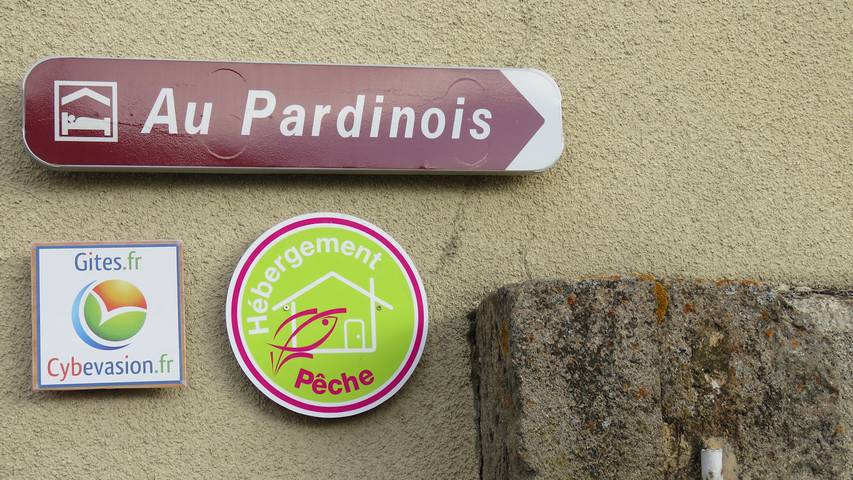 Au Pardinois
Gites.fr
Cybevasion.fr
Hébergement
Pêche